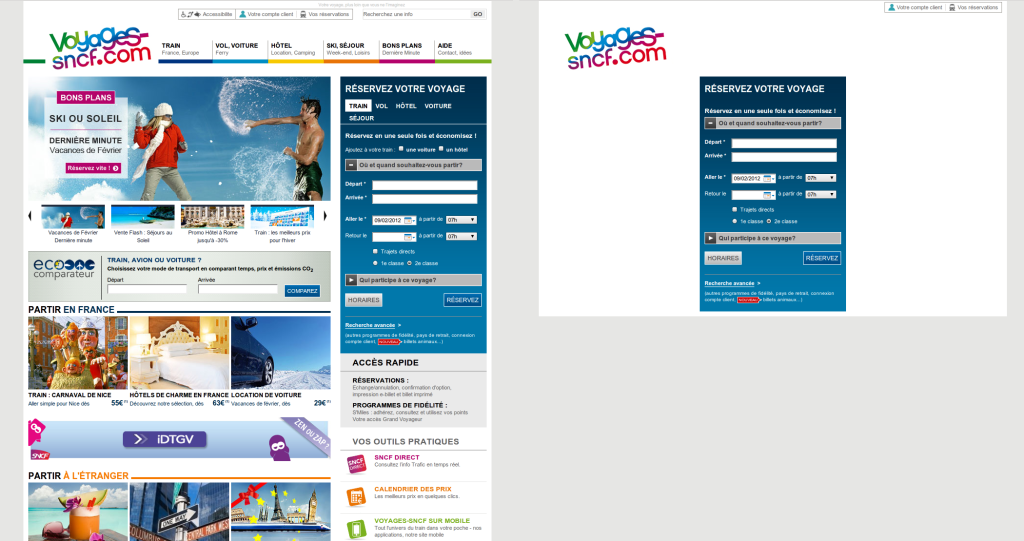 Accessibilité
Votre compte client
Vos réservations
Recherchez une info
GO
Voyages-
sncf.com
TRAIN
France, Europe
VOL, VOITURE
Ferry
HÔTEL
Location, Camping
SKI, SÉJOUR
Week-end, Loisirs
BONS PLANS
Dernière Minute
AIDE
Contact, idées
BONS PLANS
SKI OU SOLEIL
DERNIÈRE MINUTE
Vacances de Février
Réservez vite !
Vacances de Février
Dernière minute
Vente Flash : Séjours au
Soleil
Promo Hôtel à Rome
jusqu'à -30%
Train : les meilleurs prix
pour l'hiver
eco
comparateur
TRAIN, AVION OU VOITURE ?
Choisissez votre mode de transport en comparant temps, prix et émissions CO2
Départ
Arrivée
COMPAREZ
PARTIR EN FRANCE
TRAIN : CARNAVAL DE NICE
Aller simple pour Nice dès 55€
HÔTELS DE CHARME EN FRANCE
Découvrez notre sélection, dès 63€
LOCATION DE VOITURE
Vacances de février, dès 29€
SNCF
iDTGV
ZEN OU ZAP ?
PARTIR À L'ÉTRANGER
ONE WAY
COLUMBUS
CENTRAL PARK WEST
RÉSERVEZ VOTRE VOYAGE
TRAIN VOL HÔTEL VOITURE
SÉJOUR
Réservez en une seule fois et économisez !
Ajoutez à votre train : une voiture un hôtel
Où et quand souhaitez-vous partir?
Départ *
Arrivée *
Aller le * 09/02/2012 à partir de 07h
Retour le à partir de 07h
Trajets directs
1e classe 2e classe
Qui participe à ce voyage?
HORAIRES
RÉSERVEZ
Recherche avancée >
(autres programmes de fidélité, pays de retrait, connexion
compte client, NOUVEAU billets animaux...)
ACCÈS RAPIDE
RÉSERVATIONS :
Echange/annulation, confirmation d'option,
impression e-billet et billet imprimé
PROGRAMMES DE FIDÉLITÉ :
S'Miles : adhérez, consultez et utilisez vos points
Votre accès Grand Voyageur
VOS OUTILS PRATIQUES
SNCF
DIRECT
SNCF DIRECT
Consultez l'info Trafic en temps réel.
CALENDRIER DES PRIX
Les meilleurs prix en quelques clics.
VOYAGES-SNCF SUR MOBILE
Tout l'univers du train dans votre poche - nos
applications, notre site mobile
Votre compte client
Vos réservations
Voyages-
sncf.com
RÉSERVEZ VOTRE VOYAGE
Réservez en une seule fois et économisez !
Où et quand souhaitez-vous partir?
Départ *
Arrivée *
Aller le * 09/02/2012 à partir de 07h
Retour le à partir de 07h
Trajets directs
1e classe 2e classe
Qui participe à ce voyage?
HORAIRES
RÉSERVEZ
Recherche avancée >
(autres programmes de fidélité, pays de retrait, connexion
compte client, NOUVEAU billets animaux...)